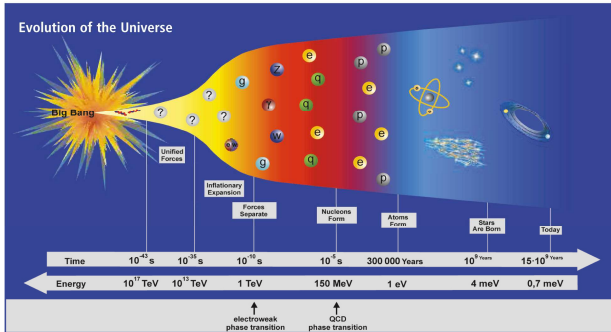 Evolution of the Universe
Big Bang
?
?
?
?
g
Z
e
p
p
q
e
γ
q
p
W
e
e
g
q
p
Unified
Forces
Inflationary
Expansion
Forces
Separate
Nucleons
Form
Atoms
Form
Stars
Are Born
Today
Time 10⁻⁴³ s 10⁻³⁵ s 10⁻¹⁰ s 10⁻⁵ s 300 000 Years 10⁹ Years 15·10⁹ Years
Energy 10¹⁷ TeV 10¹³ TeV 1 TeV 150 MeV 1 eV 4 meV 0,7 meV
electroweak
phase transition
QCD
phase transition